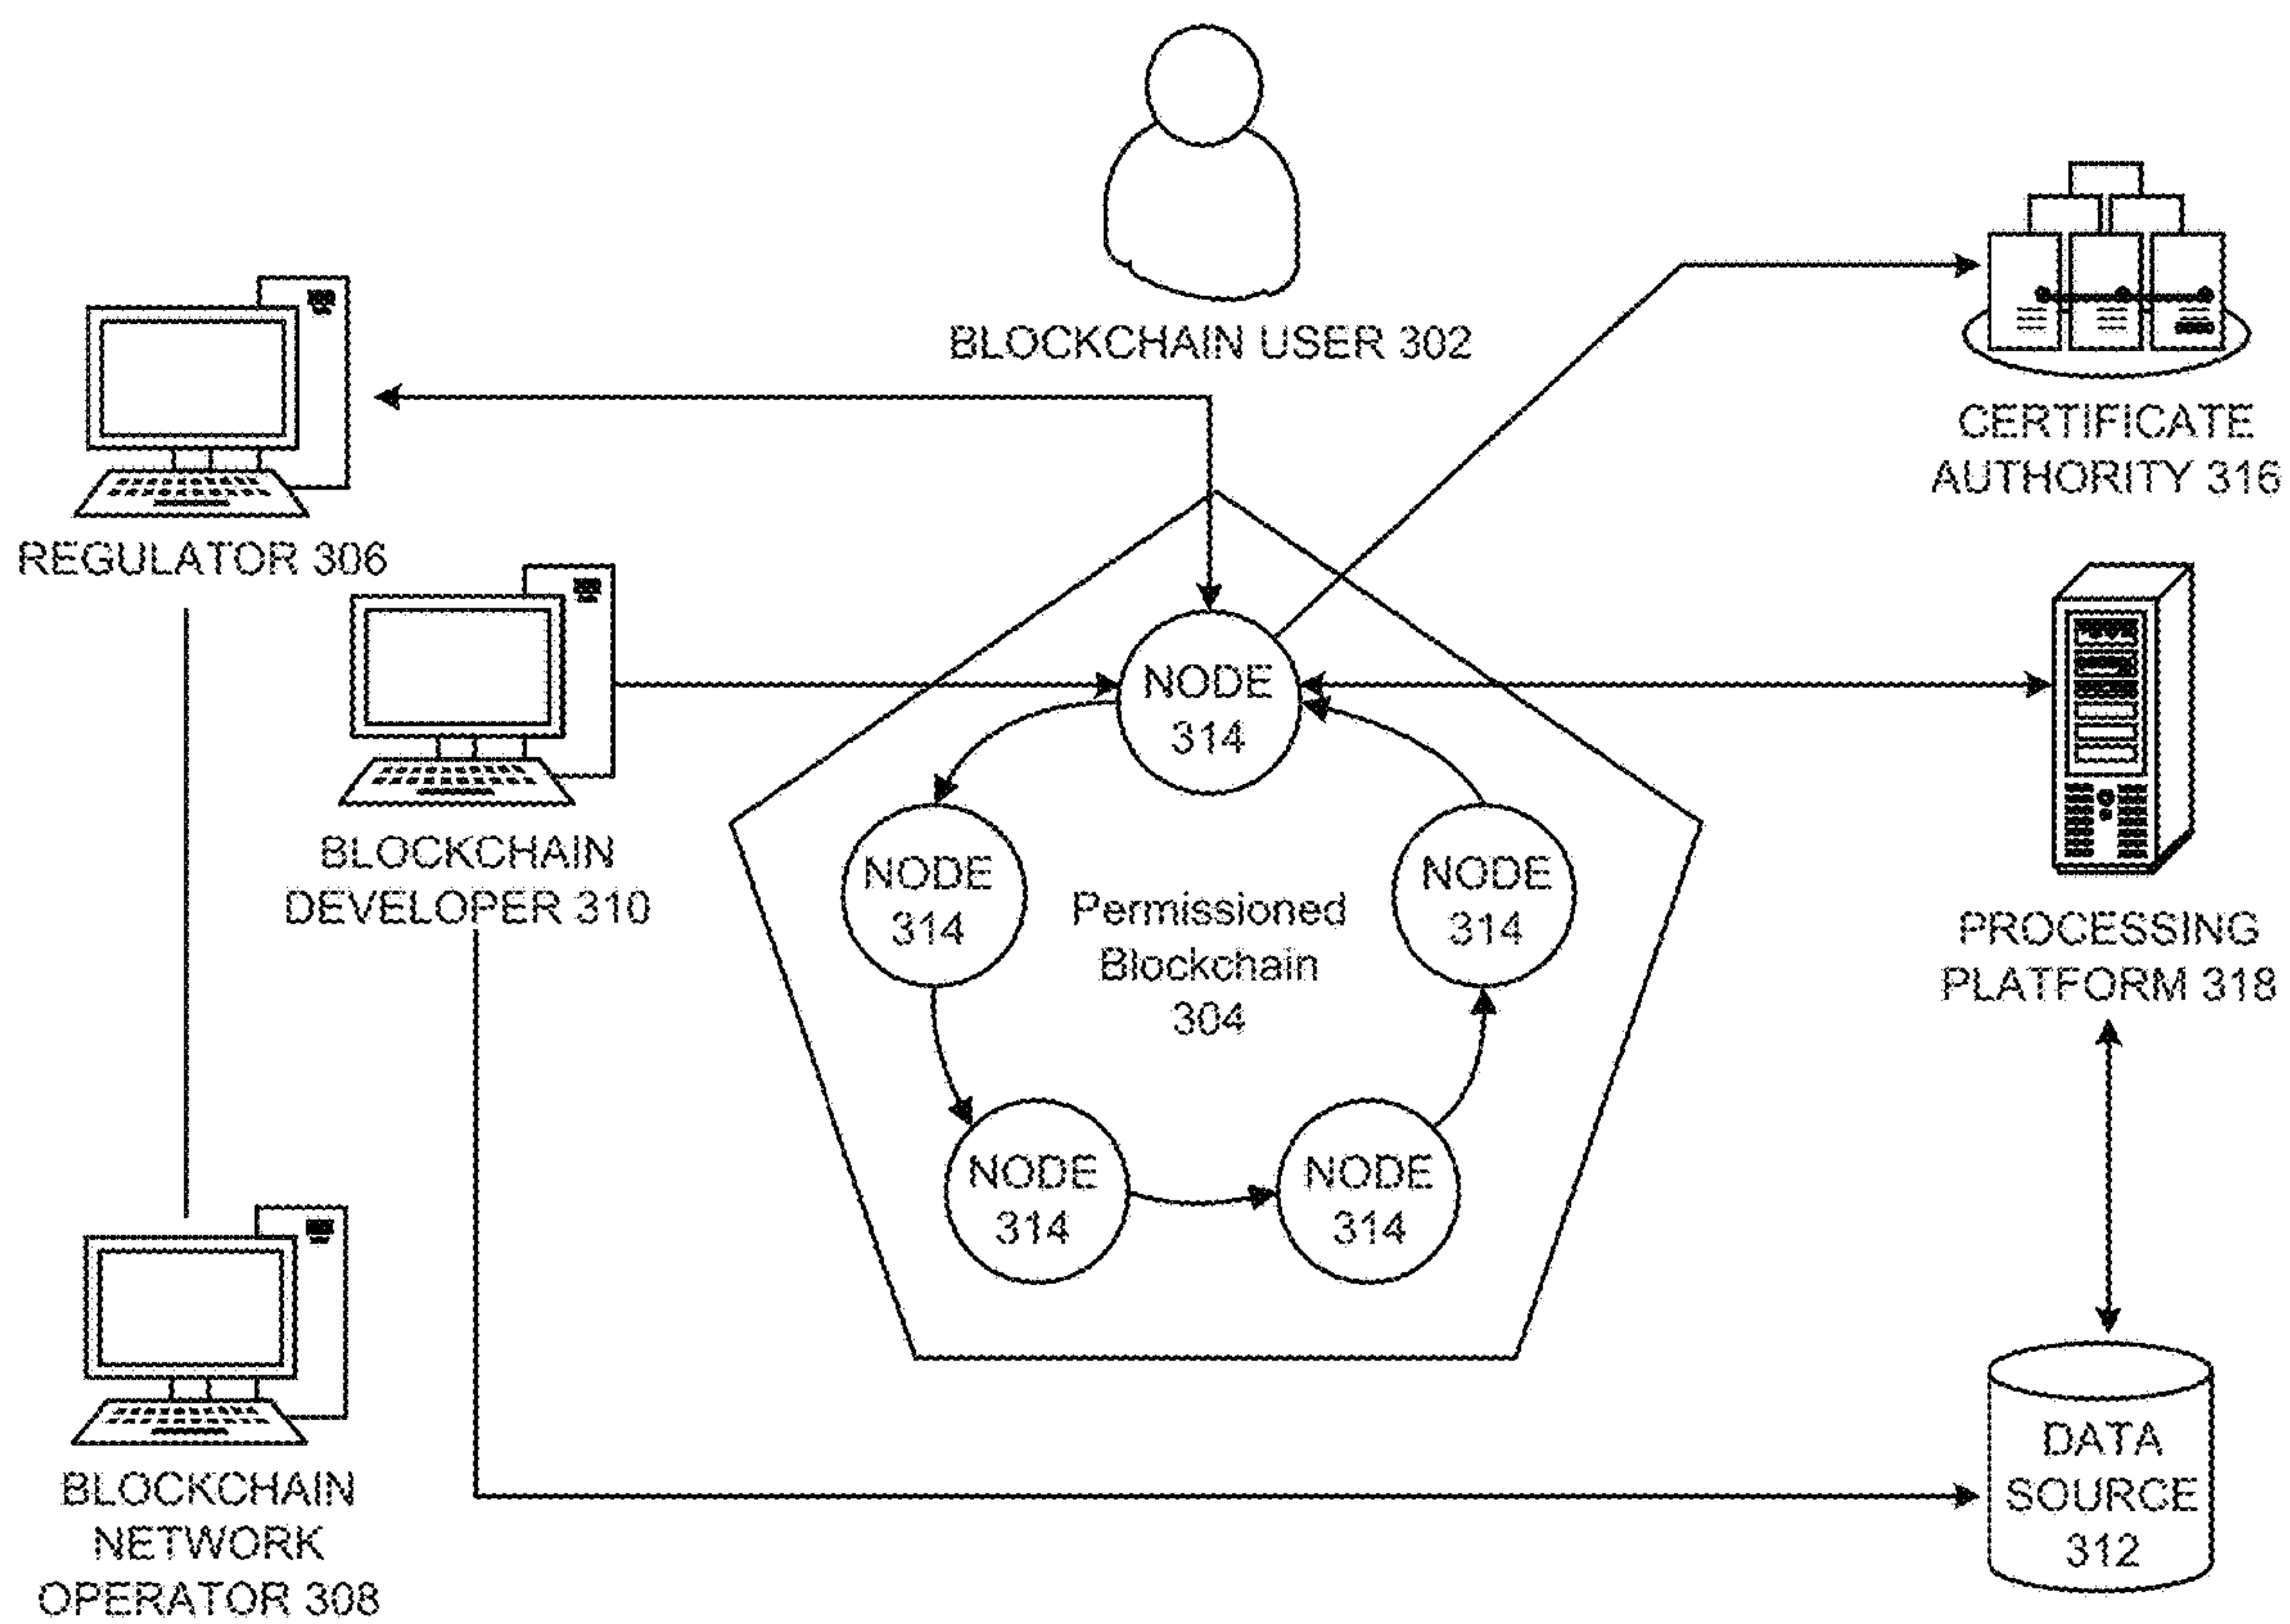 BLOCKCHAIN USER 302
CERTIFICATE
AUTHORITY 316
REGULATOR 306
BLOCKCHAIN
DEVELOPER 310
NODE
314
NODE
314
Permissioned
Blockchain
304
NODE
314
PROCESSING
PLATFORM 318
NODE
314
NODE
314
BLOCKCHAIN
NETWORK
OPERATOR 308
DATA
SOURCE
312